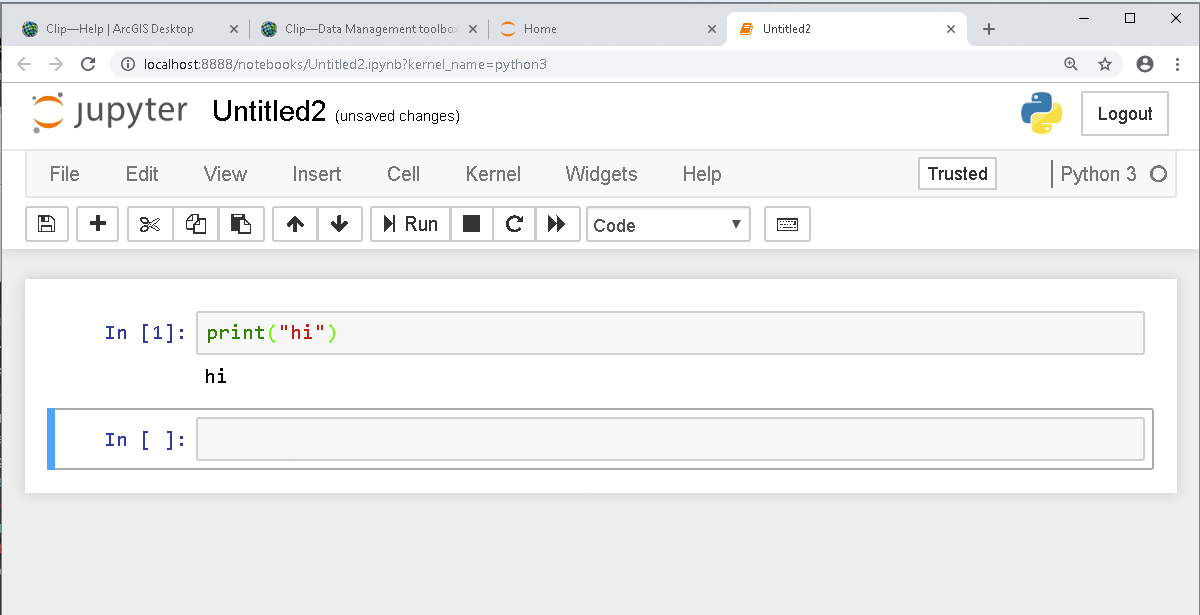 Clip—Help | ArcGIS Desktop
Clip—Data Management toolbox
Home
Untitled2
localhost:8888/notebooks/Untitled2.ipynb?kernel_name=python3
jupyter Untitled2 (unsaved changes)
Logout
File Edit View Insert Cell Kernel Widgets Help Trusted Python 3
Run Code
In [1]: print("hi")
hi
In [ ]: